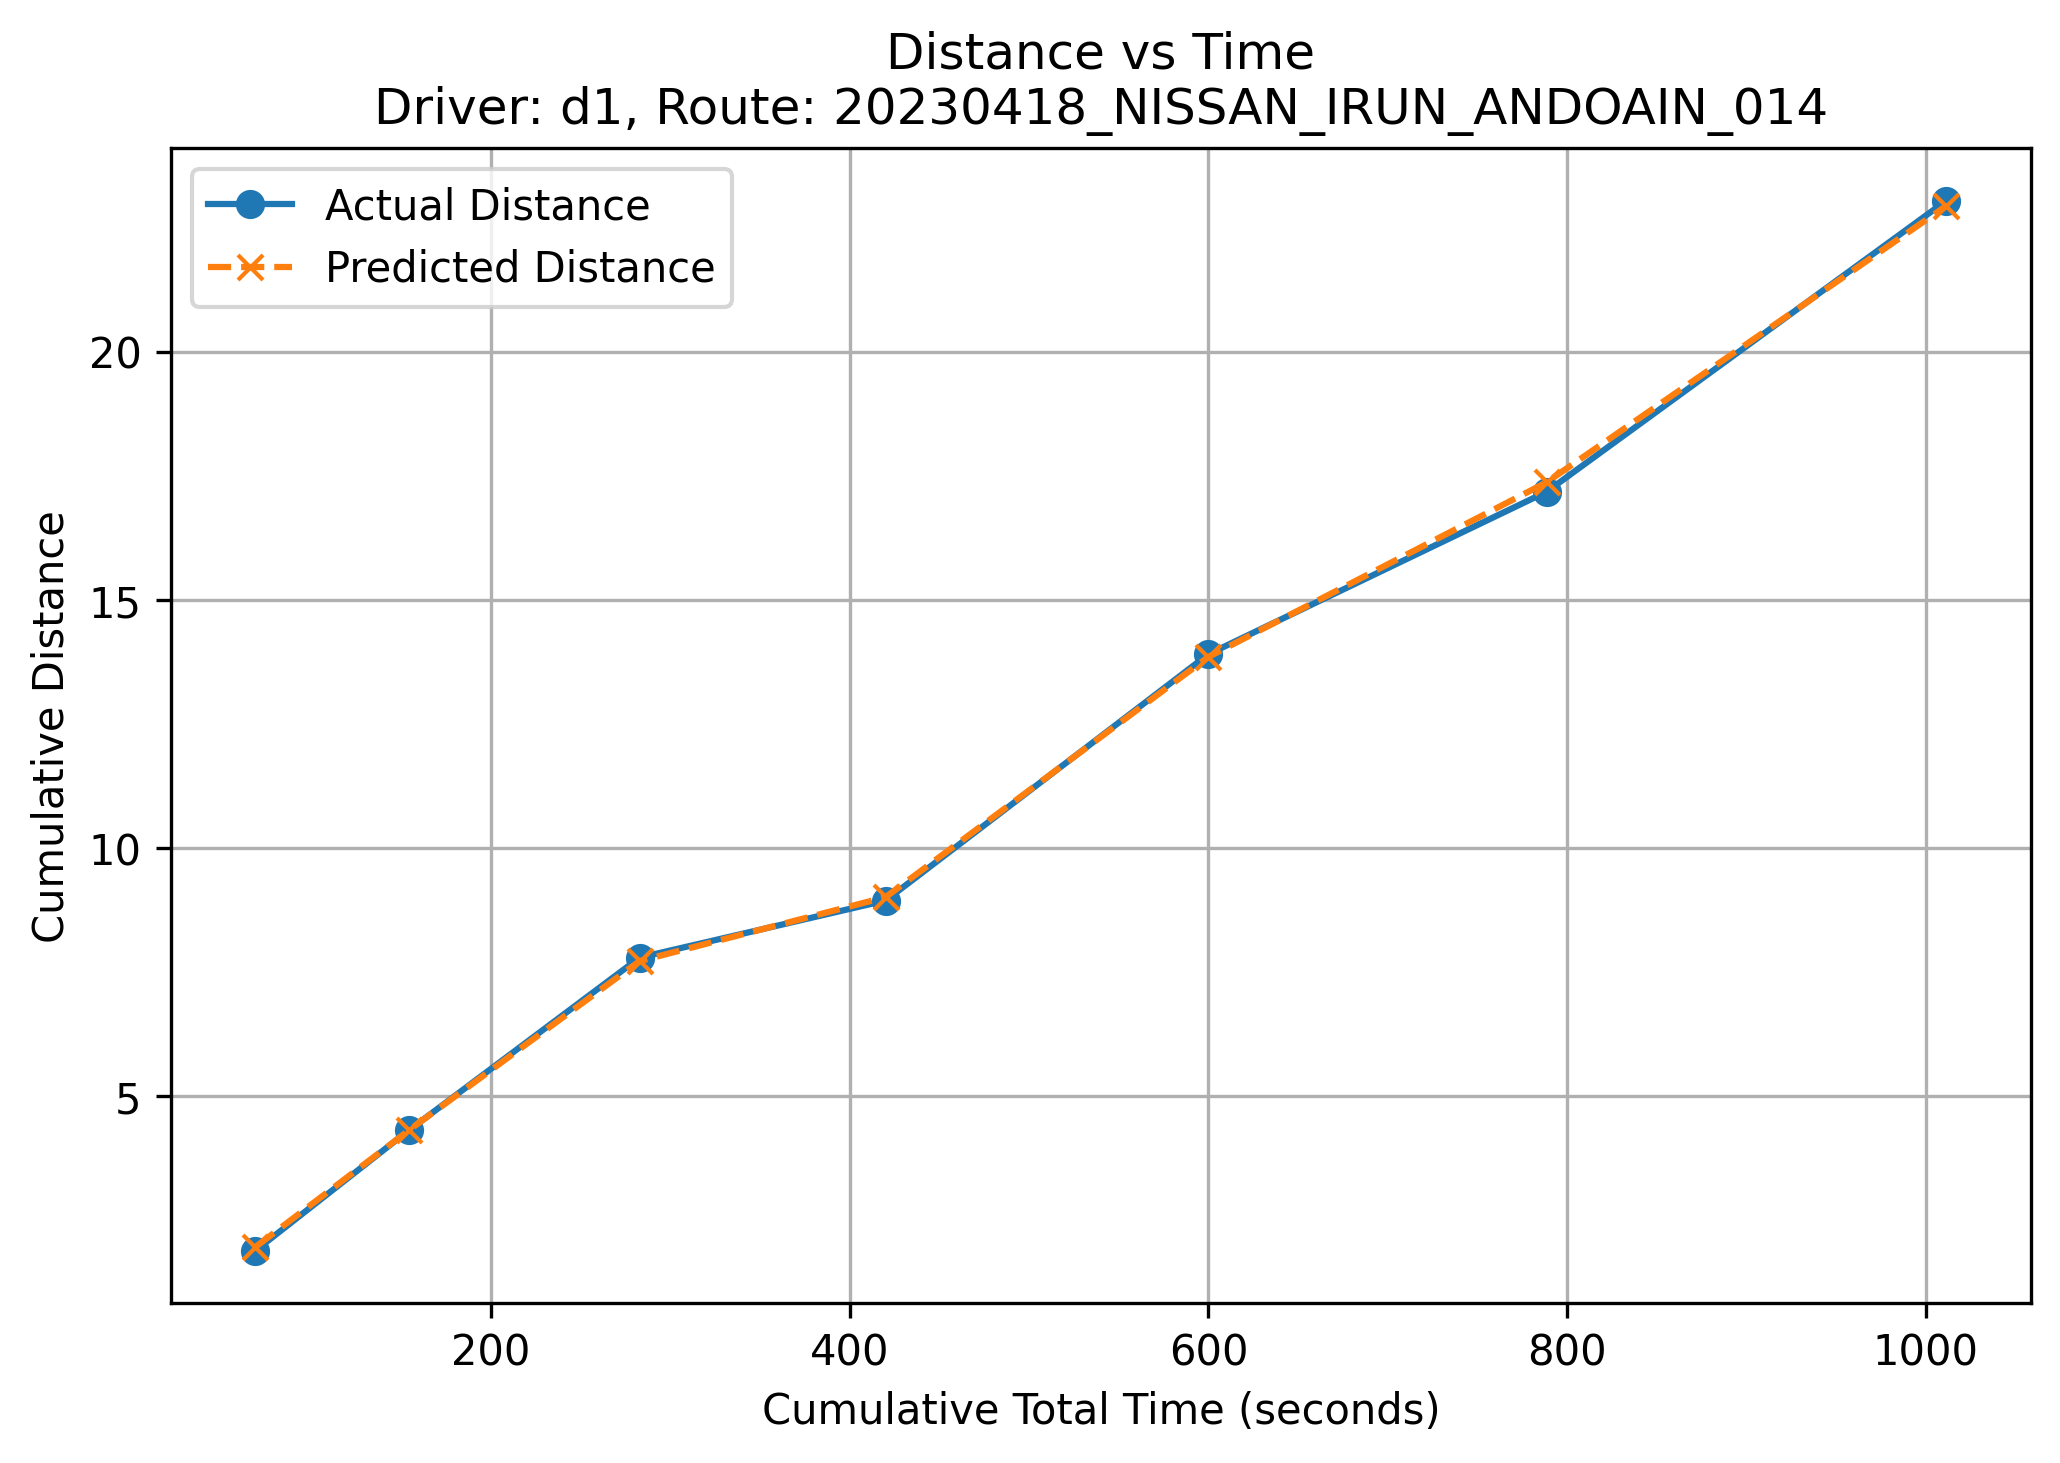 Distance vs Time
Driver: d1, Route: 20230418_NISSAN_IRUN_ANDOAIN_014
Actual Distance
Predicted Distance
20
15
10
5
Cumulative Distance
200 400 600 800 1000
Cumulative Total Time (seconds)